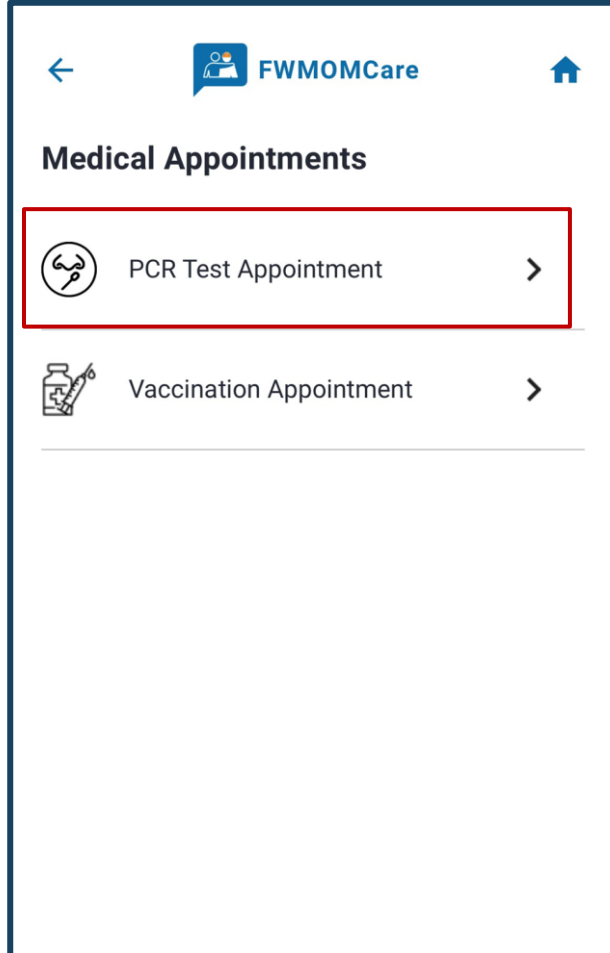 FWMOMCare
Medical Appointments
PCR Test Appointment
Vaccination Appointment